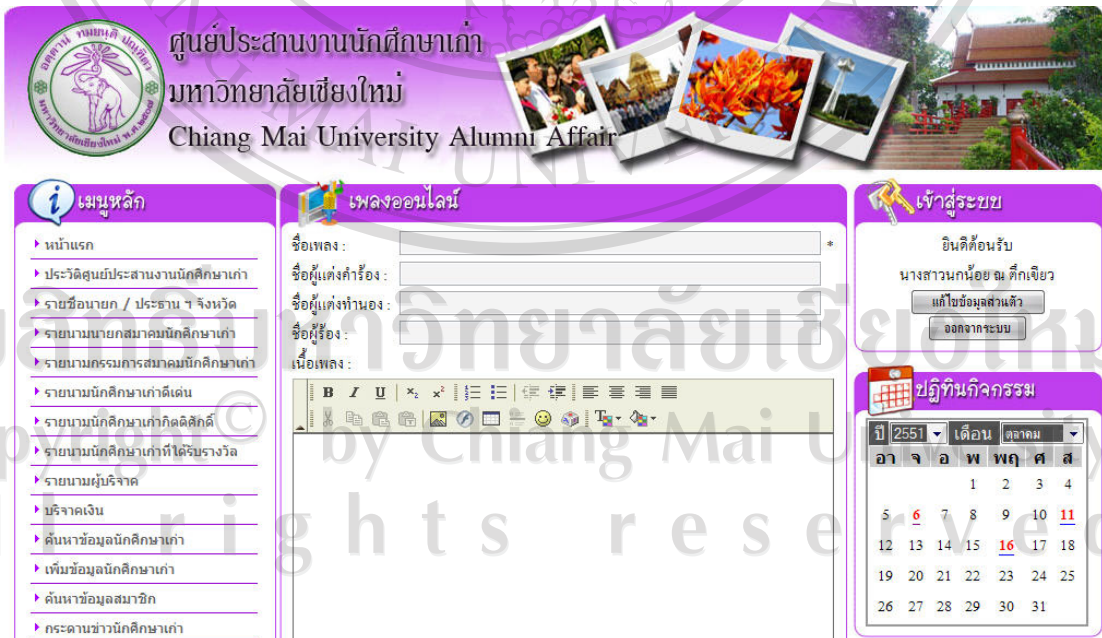 ศูนย์ประสานงานนักศึกษาเก่า
มหาวิทยาลัยเชียงใหม่
Chiang Mai University Alumni Affair
เมนูหลัก
หน้าแรก
ประวัติศูนย์ประสานงานนักศึกษาเก่า
รายชื่อนายก / ประธาน ฯ จังหวัด
รายนามนายกสมาคมนักศึกษาเก่า
รายนามกรรมการสมาคมนักศึกษาเก่า
รายนามนักศึกษาเก่าดีเด่น
รายนามนักศึกษาเก่ากิตติศักดิ์
รายนามนักศึกษาเก่าที่ได้รับรางวัล
รายนามผู้บริจาค
บริจาคเงิน
ค้นหาข้อมูลนักศึกษาเก่า
เพิ่มข้อมูลนักศึกษาเก่า
ค้นหาข้อมูลสมาชิก
กระดานข่าวนักศึกษาเก่า
เพลงออนไลน์
ชื่อเพลง : *
ชื่อผู้แต่งคำร้อง :
ชื่อผู้แต่งทำนอง :
ชื่อผู้ร้อง :
เนื้อเพลง :
B I U x₂ x²
เข้าสู่ระบบ
ยินดีต้อนรับ
นางสาวนกน้อย ณ ตึกเขียว
แก้ไขข้อมูลส่วนตัว
ออกจากระบบ
ปฏิทินกิจกรรม
ปี 2551 เดือน ตุลาคม
อา จ อ พ พฤ ศ ส
1 2 3 4
5 6 7 8 9 10 11
12 13 14 15 16 17 18
19 20 21 22 23 24 25
26 27 28 29 30 31
by Chiang Mai University
rights reserved